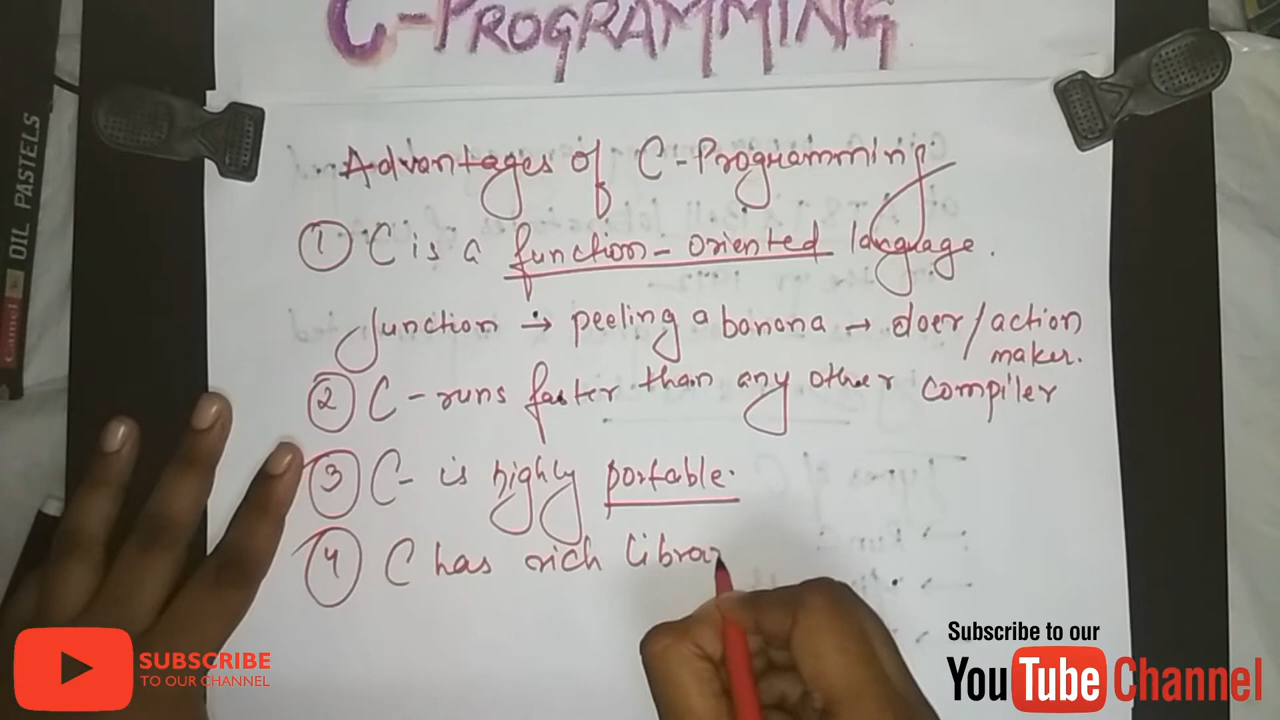 C-PROGRAMMING
Advantages of C-Programming
① C is a function-oriented language.
function → peeling a banana → doer/action
maker.
② C-runs faster than any other compiler
③ C- is highly portable.
④ C has rich libra
OIL PASTELS
Camel
SUBSCRIBE
TO OUR CHANNEL
Subscribe to our
YouTube Channel